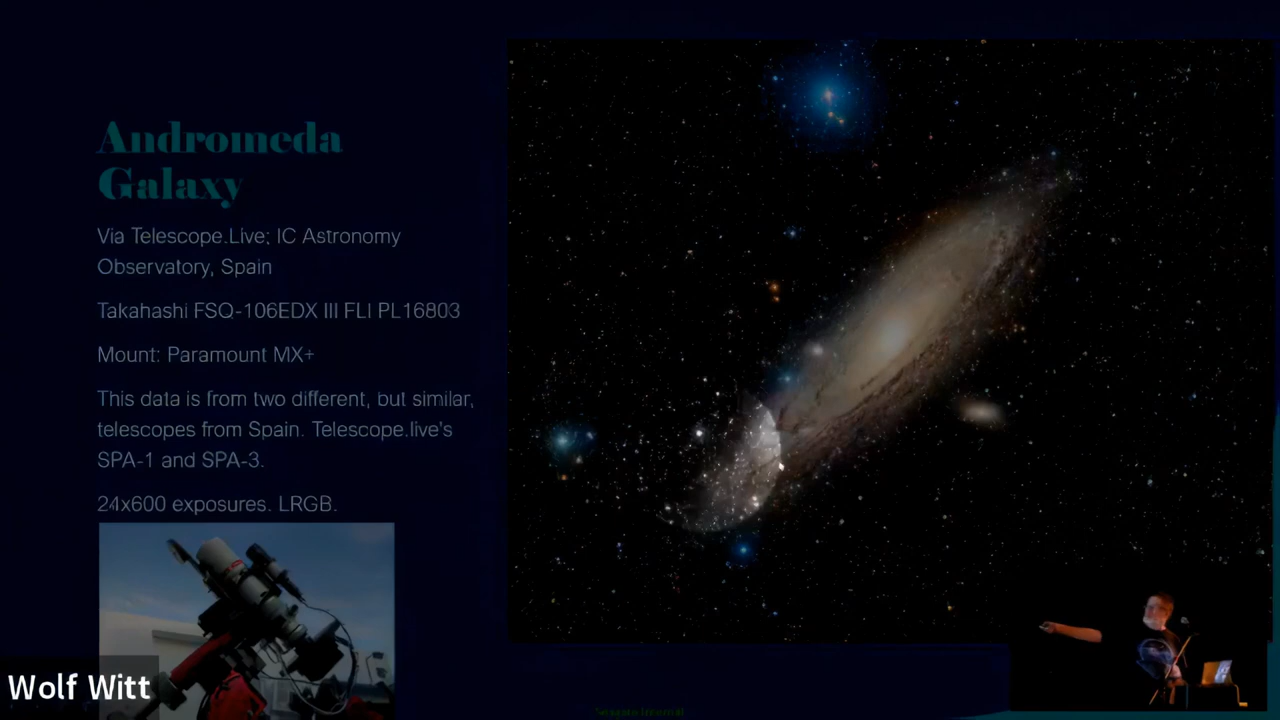 Andromeda
Galaxy
Via Telescope.Live; IC Astronomy
Observatory, Spain
Takahashi FSQ-106EDX III FLI PL16803
Mount: Paramount MX+
This data is from two different, but similar,
telescopes from Spain. Telescope.live's
SPA-1 and SPA-3.
24x600 exposures. LRGB.
Wolf Witt